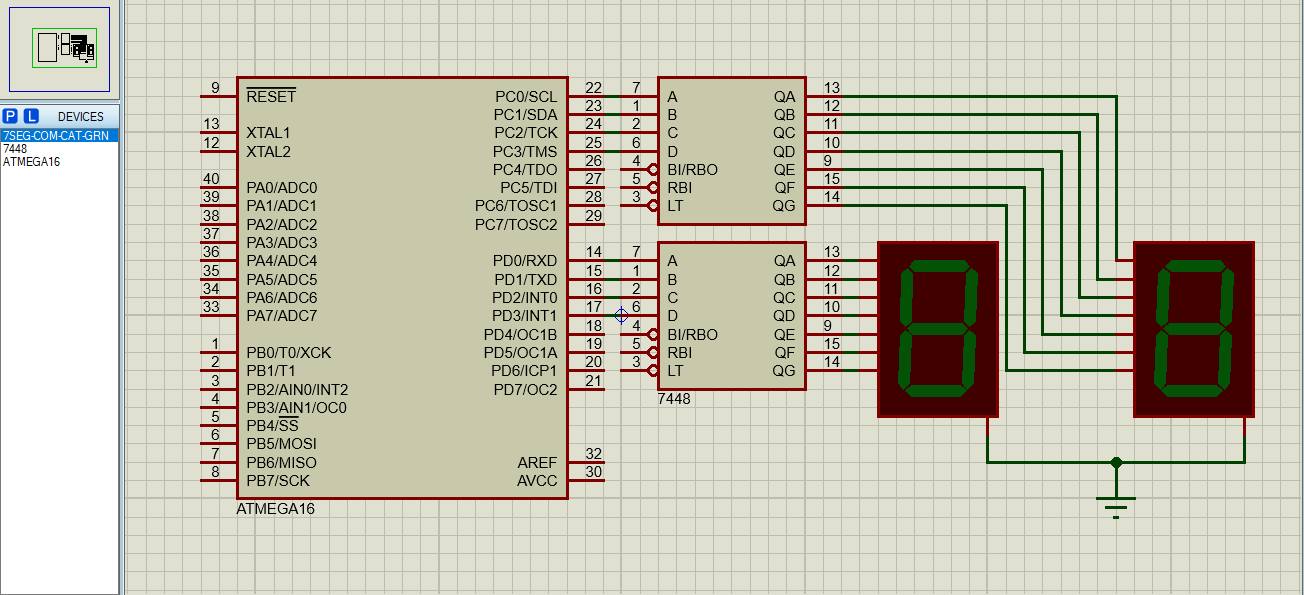 P L DEVICES
7SEG-COM-CAT-GRN
7448
ATMEGA16
9 RESET
13 XTAL1
12 XTAL2
40 PA0/ADC0
39 PA1/ADC1
38 PA2/ADC2
37 PA3/ADC3
36 PA4/ADC4
35 PA5/ADC5
34 PA6/ADC6
33 PA7/ADC7
1 PB0/T0/XCK
2 PB1/T1
3 PB2/AIN0/INT2
4 PB3/AIN1/OC0
5 PB4/SS
6 PB5/MOSI
7 PB6/MISO
8 PB7/SCK
PC0/SCL 22
PC1/SDA 23
PC2/TCK 24
PC3/TMS 25
PC4/TDO 26
PC5/TDI 27
PC6/TOSC1 28
PC7/TOSC2 29
PD0/RXD 14
PD1/TXD 15
PD2/INT0 16
PD3/INT1 17
PD4/OC1B 18
PD5/OC1A 19
PD6/ICP1 20
PD7/OC2 21
AREF 32
AVCC 30
ATMEGA16
7 A QA 13
1 B QB 12
2 C QC 11
6 D QD 10
4 BI/RBO QE 9
5 RBI QF 15
3 LT QG 14
7 A QA 13
1 B QB 12
2 C QC 11
6 D QD 10
4 BI/RBO QE 9
5 RBI QF 15
3 LT QG 14
7448